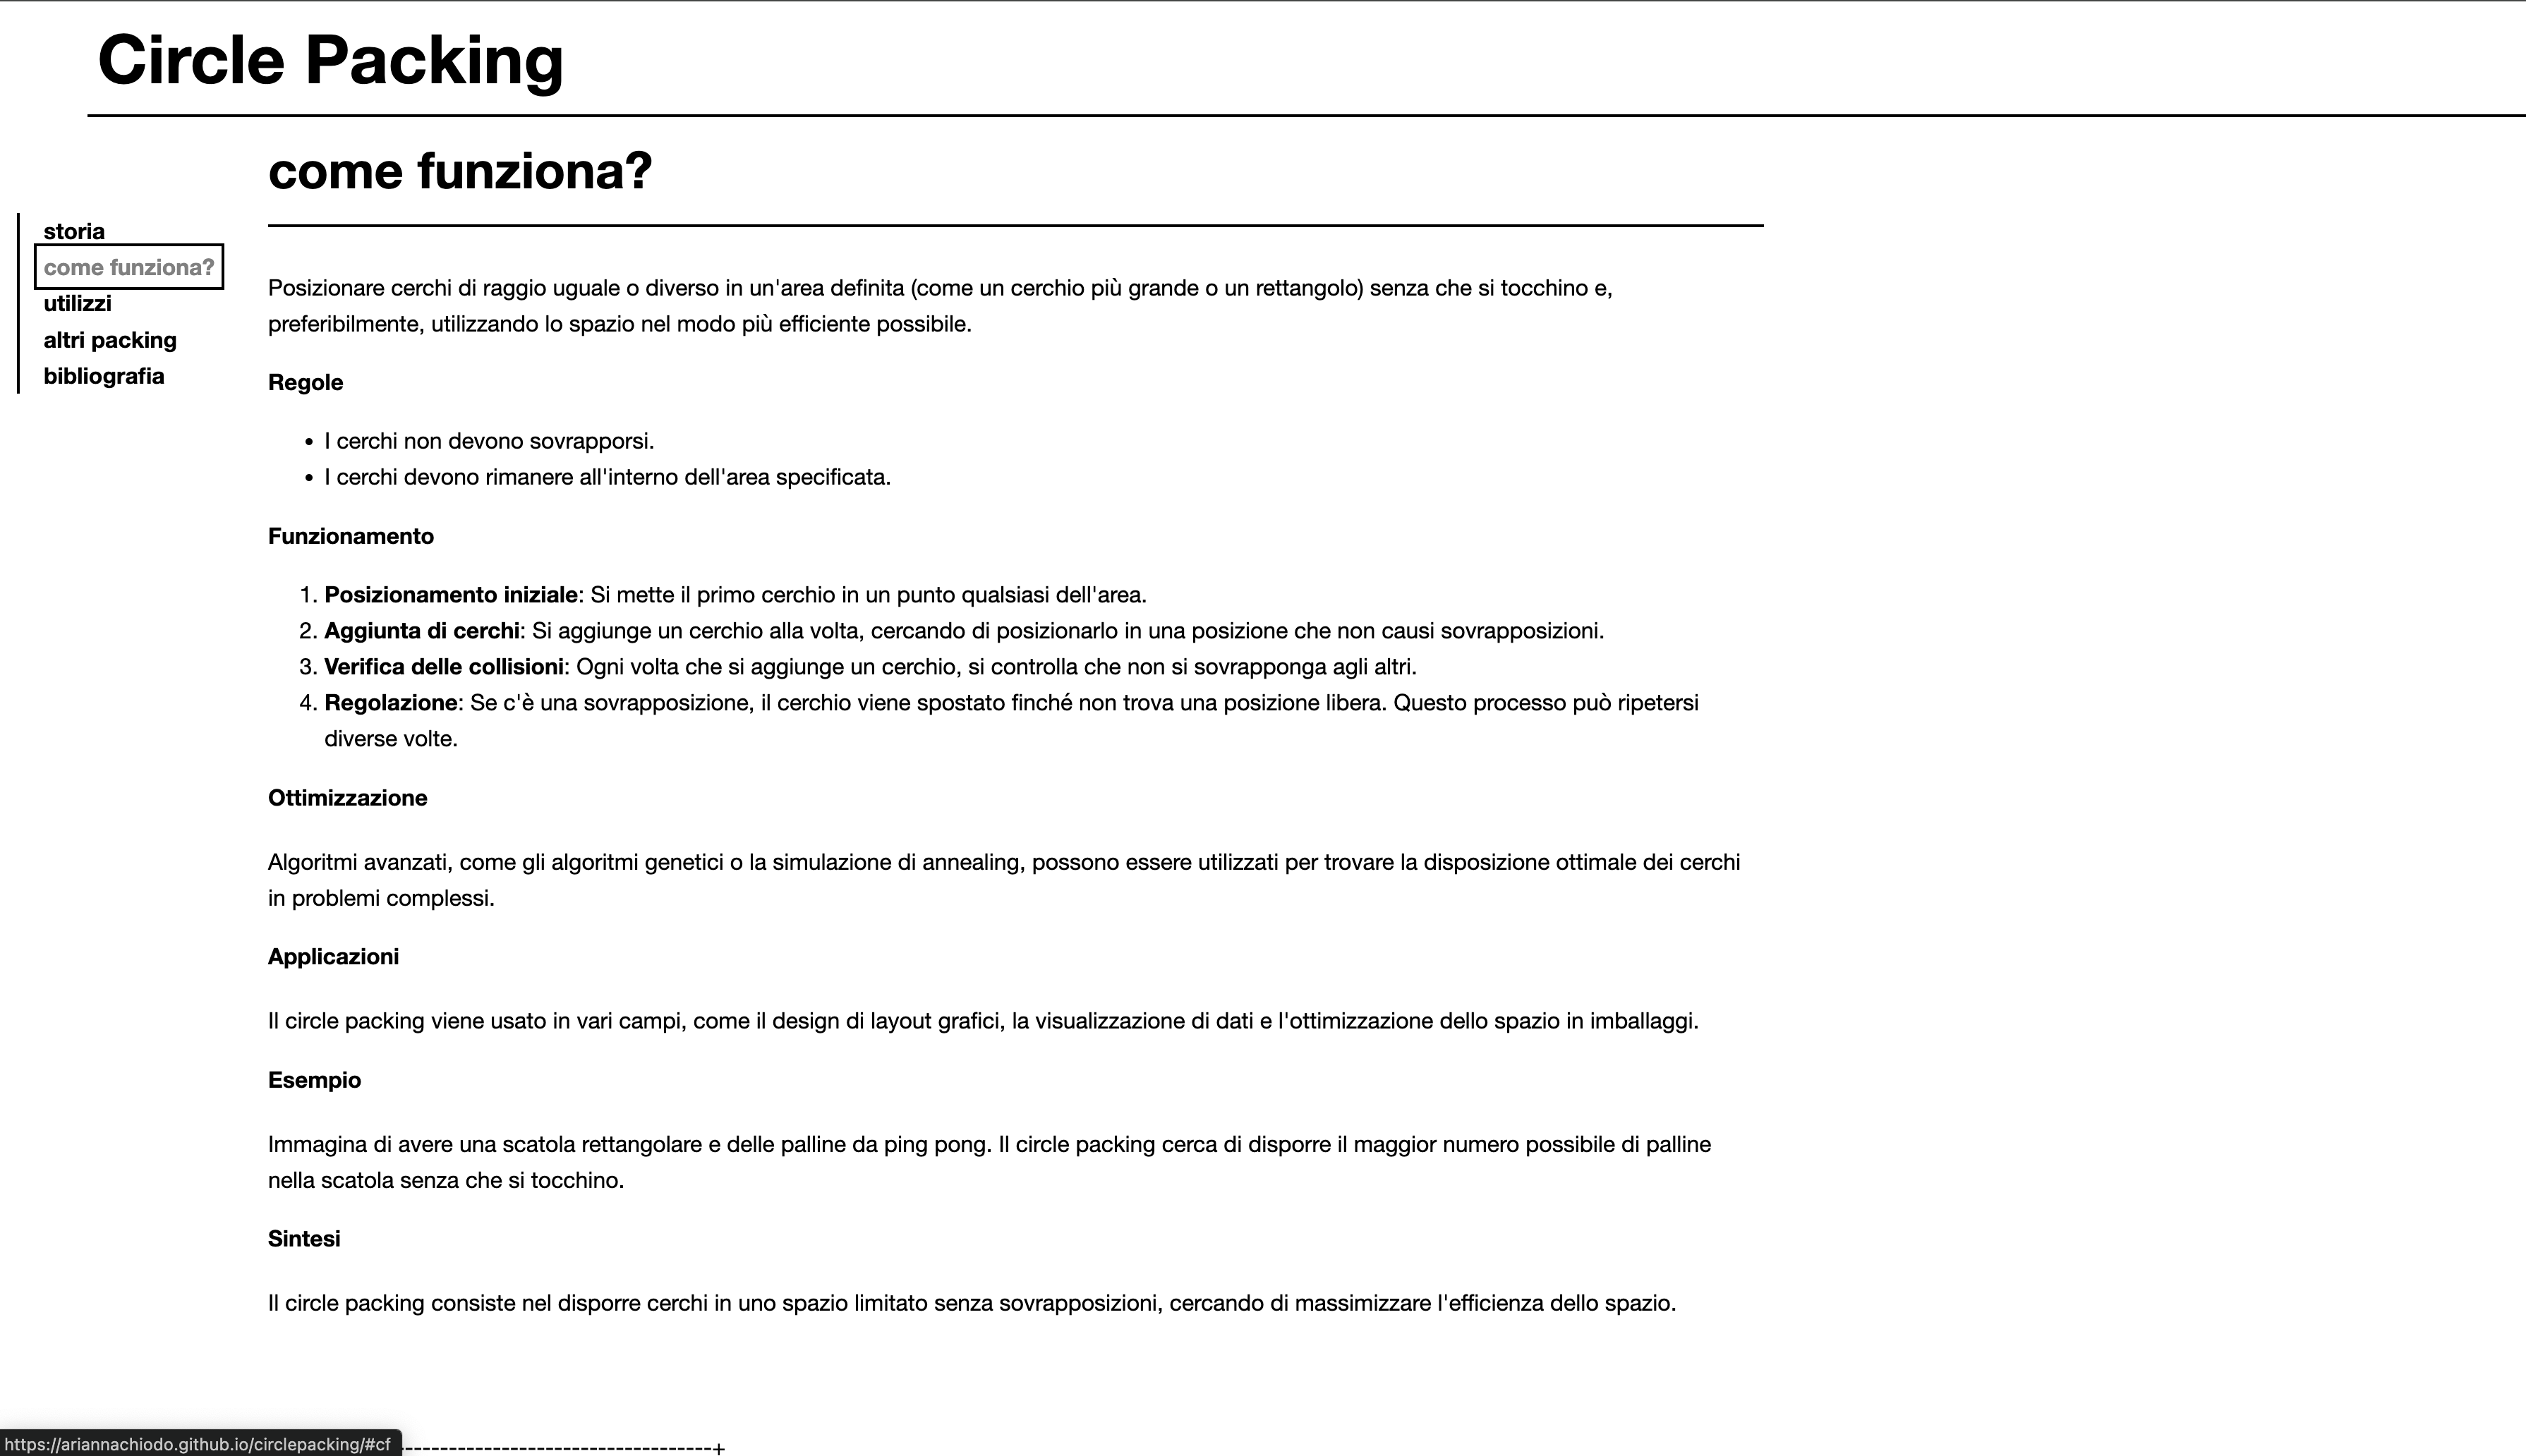 Circle Packing
come funziona?
storia
come funziona?
utilizzi
altri packing
bibliografia
Posizionare cerchi di raggio uguale o diverso in un'area definita (come un cerchio più grande o un rettangolo) senza che si tocchino e,
preferibilmente, utilizzando lo spazio nel modo più efficiente possibile.
Regole
• I cerchi non devono sovrapporsi.
• I cerchi devono rimanere all'interno dell'area specificata.
Funzionamento
1. Posizionamento iniziale: Si mette il primo cerchio in un punto qualsiasi dell'area.
2. Aggiunta di cerchi: Si aggiunge un cerchio alla volta, cercando di posizionarlo in una posizione che non causi sovrapposizioni.
3. Verifica delle collisioni: Ogni volta che si aggiunge un cerchio, si controlla che non si sovrapponga agli altri.
4. Regolazione: Se c'è una sovrapposizione, il cerchio viene spostato finché non trova una posizione libera. Questo processo può ripetersi
diverse volte.
Ottimizzazione
Algoritmi avanzati, come gli algoritmi genetici o la simulazione di annealing, possono essere utilizzati per trovare la disposizione ottimale dei cerchi
in problemi complessi.
Applicazioni
Il circle packing viene usato in vari campi, come il design di layout grafici, la visualizzazione di dati e l'ottimizzazione dello spazio in imballaggi.
Esempio
Immagina di avere una scatola rettangolare e delle palline da ping pong. Il circle packing cerca di disporre il maggior numero possibile di palline
nella scatola senza che si tocchino.
Sintesi
Il circle packing consiste nel disporre cerchi in uno spazio limitato senza sovrapposizioni, cercando di massimizzare l'efficienza dello spazio.
https://ariannachiodo.github.io/circlepacking/#cf ------------------------------------+